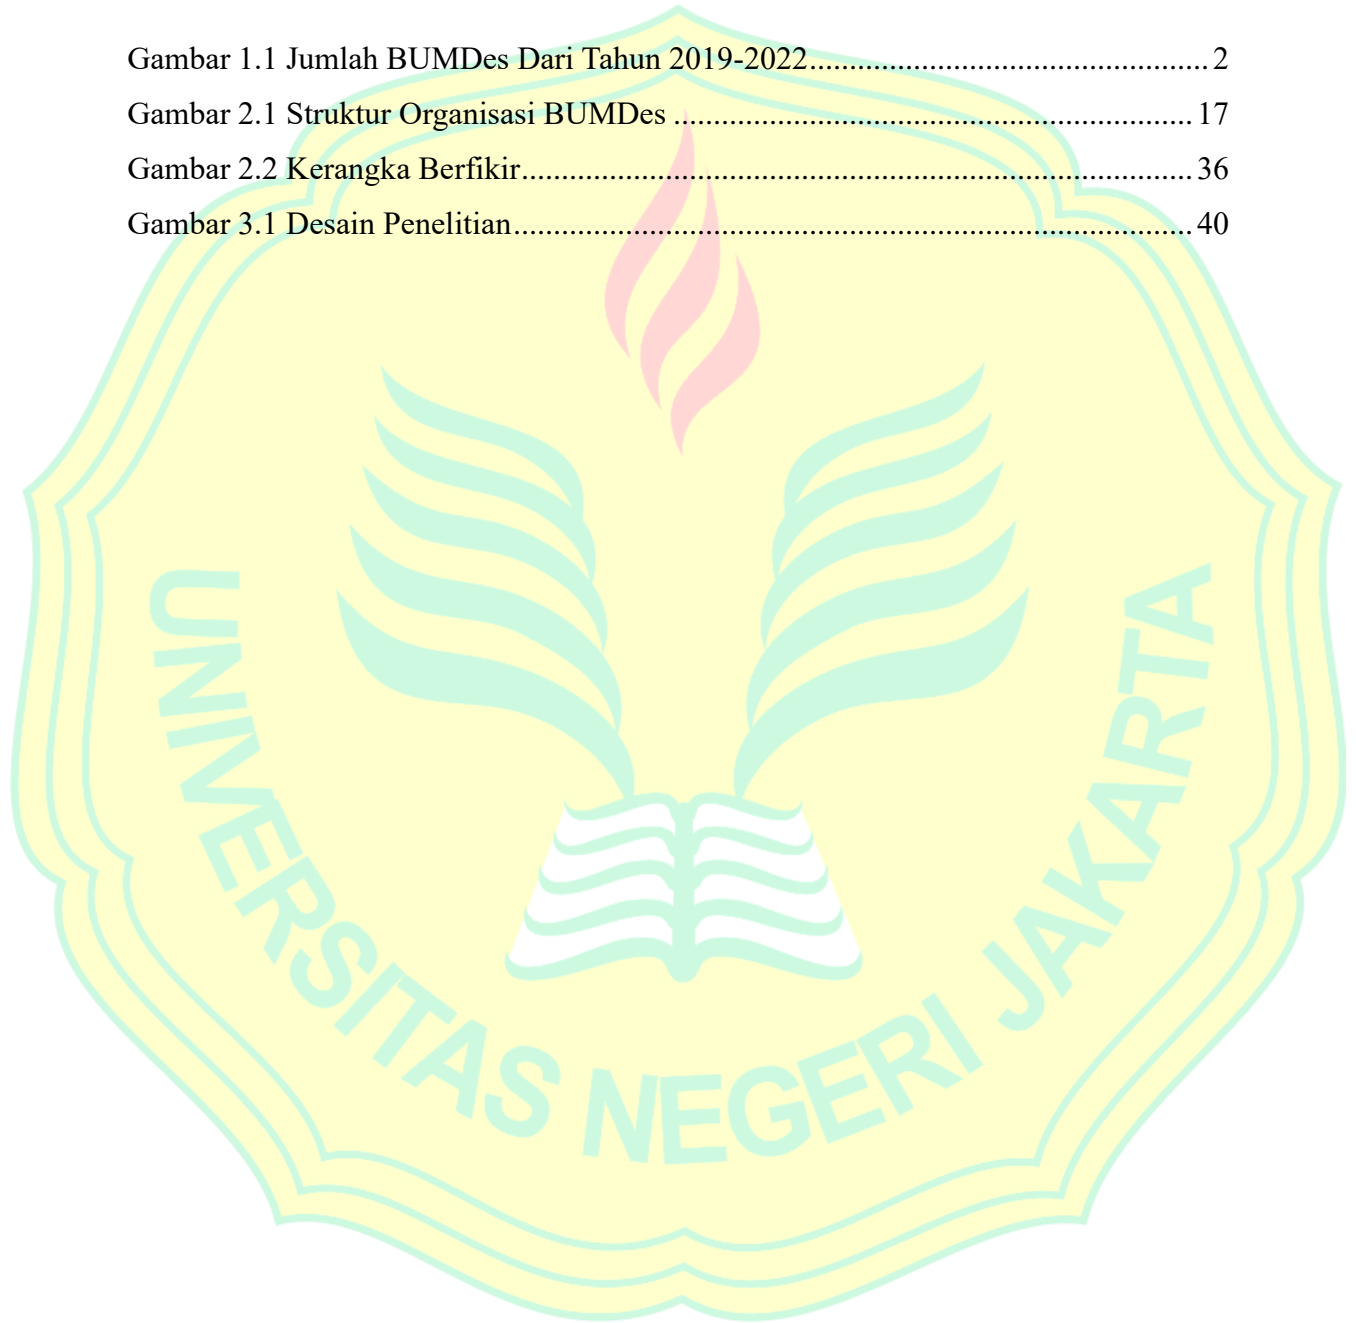 Gambar 1.1 Jumlah BUMDes Dari Tahun 2019-2022.................................................. 2
Gambar 2.1 Struktur Organisasi BUMDes ................................................................ 17
Gambar 2.2 Kerangka Berfikir................................................................................... 36
Gambar 3.1 Desain Penelitian.................................................................................... 40
UNIVERSITAS NEGERI JAKARTA